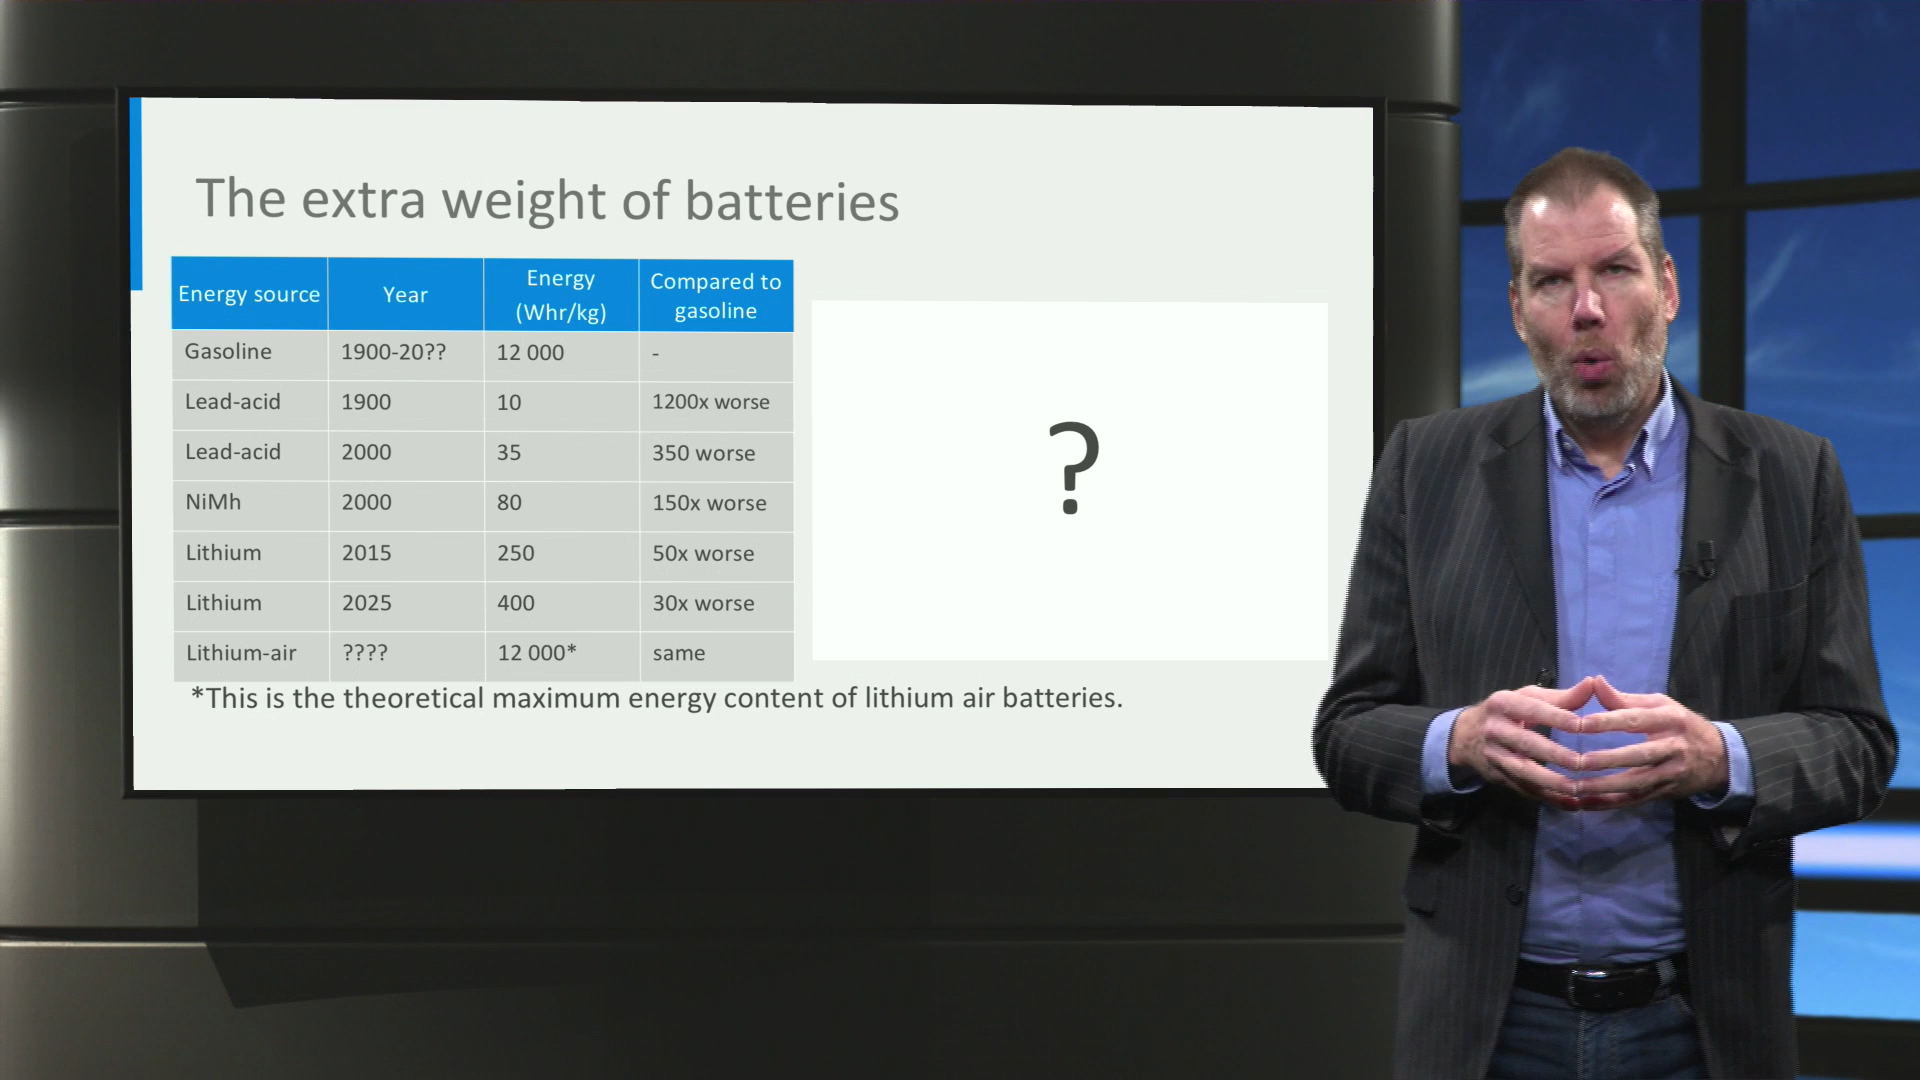 The extra weight of batteries
Energy source Year Energy (Whr/kg) Compared to gasoline
Gasoline 1900-20?? 12 000 -
Lead-acid 1900 10 1200x worse
Lead-acid 2000 35 350 worse
NiMh 2000 80 150x worse
Lithium 2015 250 50x worse
Lithium 2025 400 30x worse
Lithium-air ???? 12 000* same
?
*This is the theoretical maximum energy content of lithium air batteries.